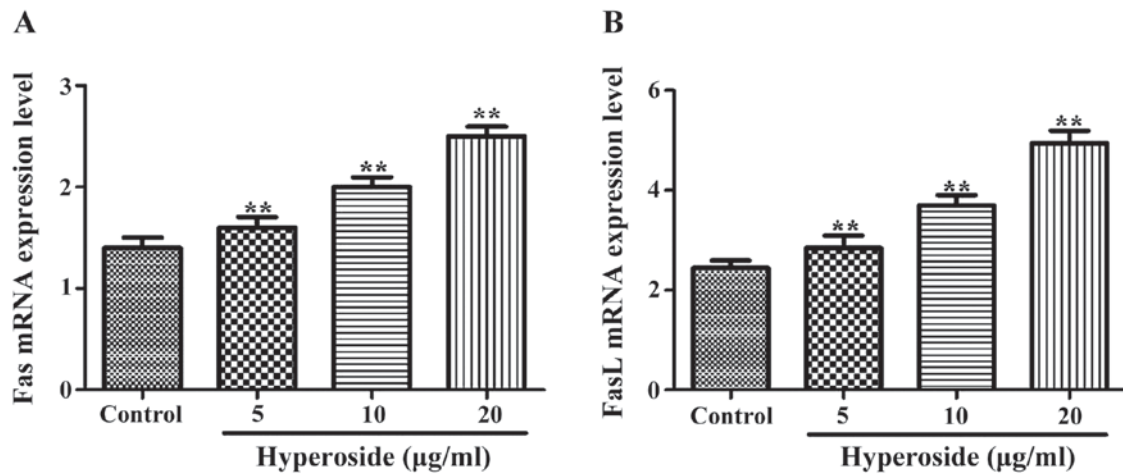 A
Fas mRNA expression level
3
2
1
0
**
**
**
Control
5
10
20
Hyperoside (μg/ml)
B
FasL mRNA expression level
6
4
2
0
**
**
**
Control
5
10
20
Hyperoside (μg/ml)